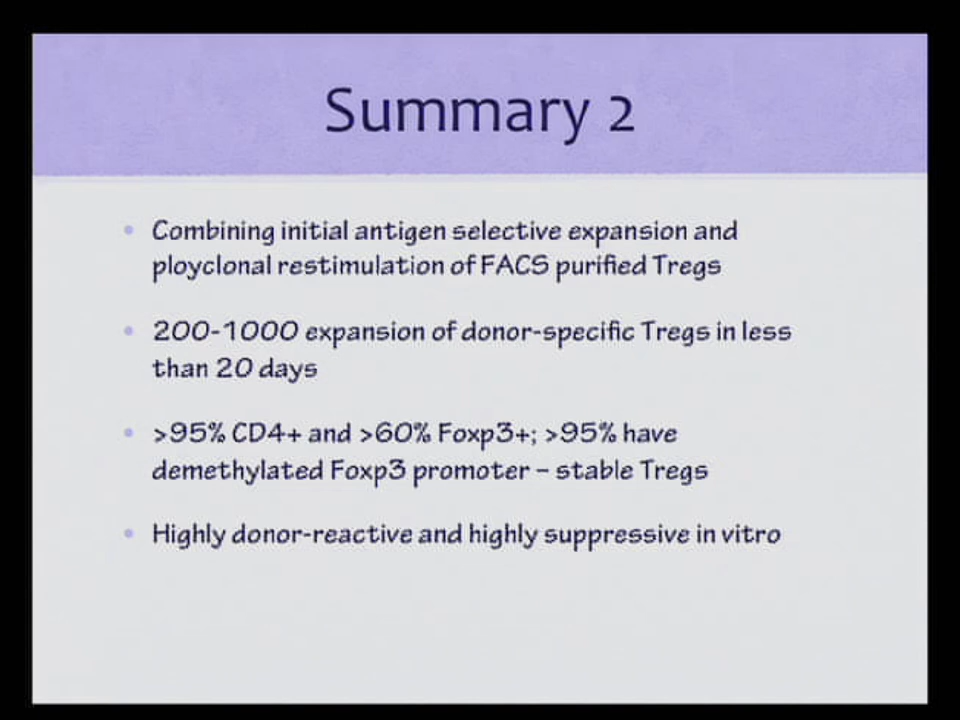 Summary 2
Combining initial antigen selective expansion and
ployclonal restimulation of FACS purified Tregs
200-1000 expansion of donor-specific Tregs in less
than 20 days
>95% CD4+ and >60% Foxp3+; >95% have
demethylated Foxp3 promoter – stable Tregs
Highly donor-reactive and highly suppressive in vitro